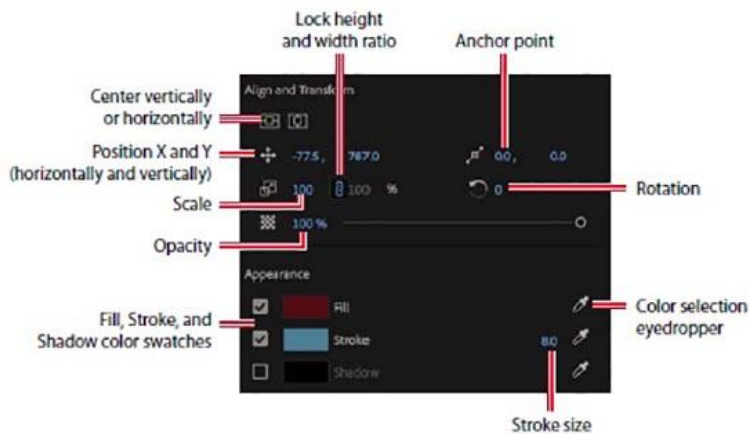 Lock height
and width ratio
Anchor point
Align and Transform
Center vertically
or horizontally
Position X and Y
(horizontally and vertically)
-77.5 , 787.0
0.0 , 0.0
Scale
100 100 %
0
Rotation
Opacity
100 %
Appearance
Fill, Stroke, and
Shadow color swatches
Fill
Color selection
eyedropper
Stroke 8.0
Shadow
Stroke size